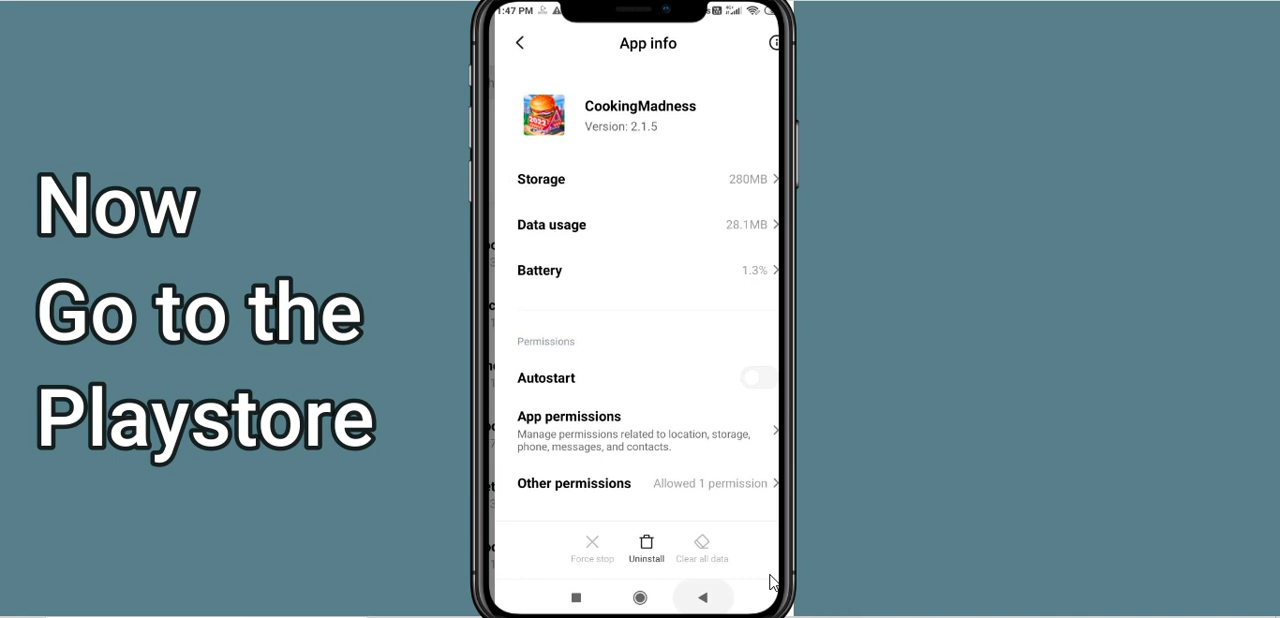 Now
Go to the
Playstore
1:47 PM
App info
2022
CookingMadness
Version: 2.1.5
Storage 280MB
Data usage 28.1MB
Battery 1.3%
Permissions
Autostart
App permissions
Manage permissions related to location, storage,
phone, messages, and contacts.
Other permissions Allowed 1 permission
Force stop Uninstall Clear all data